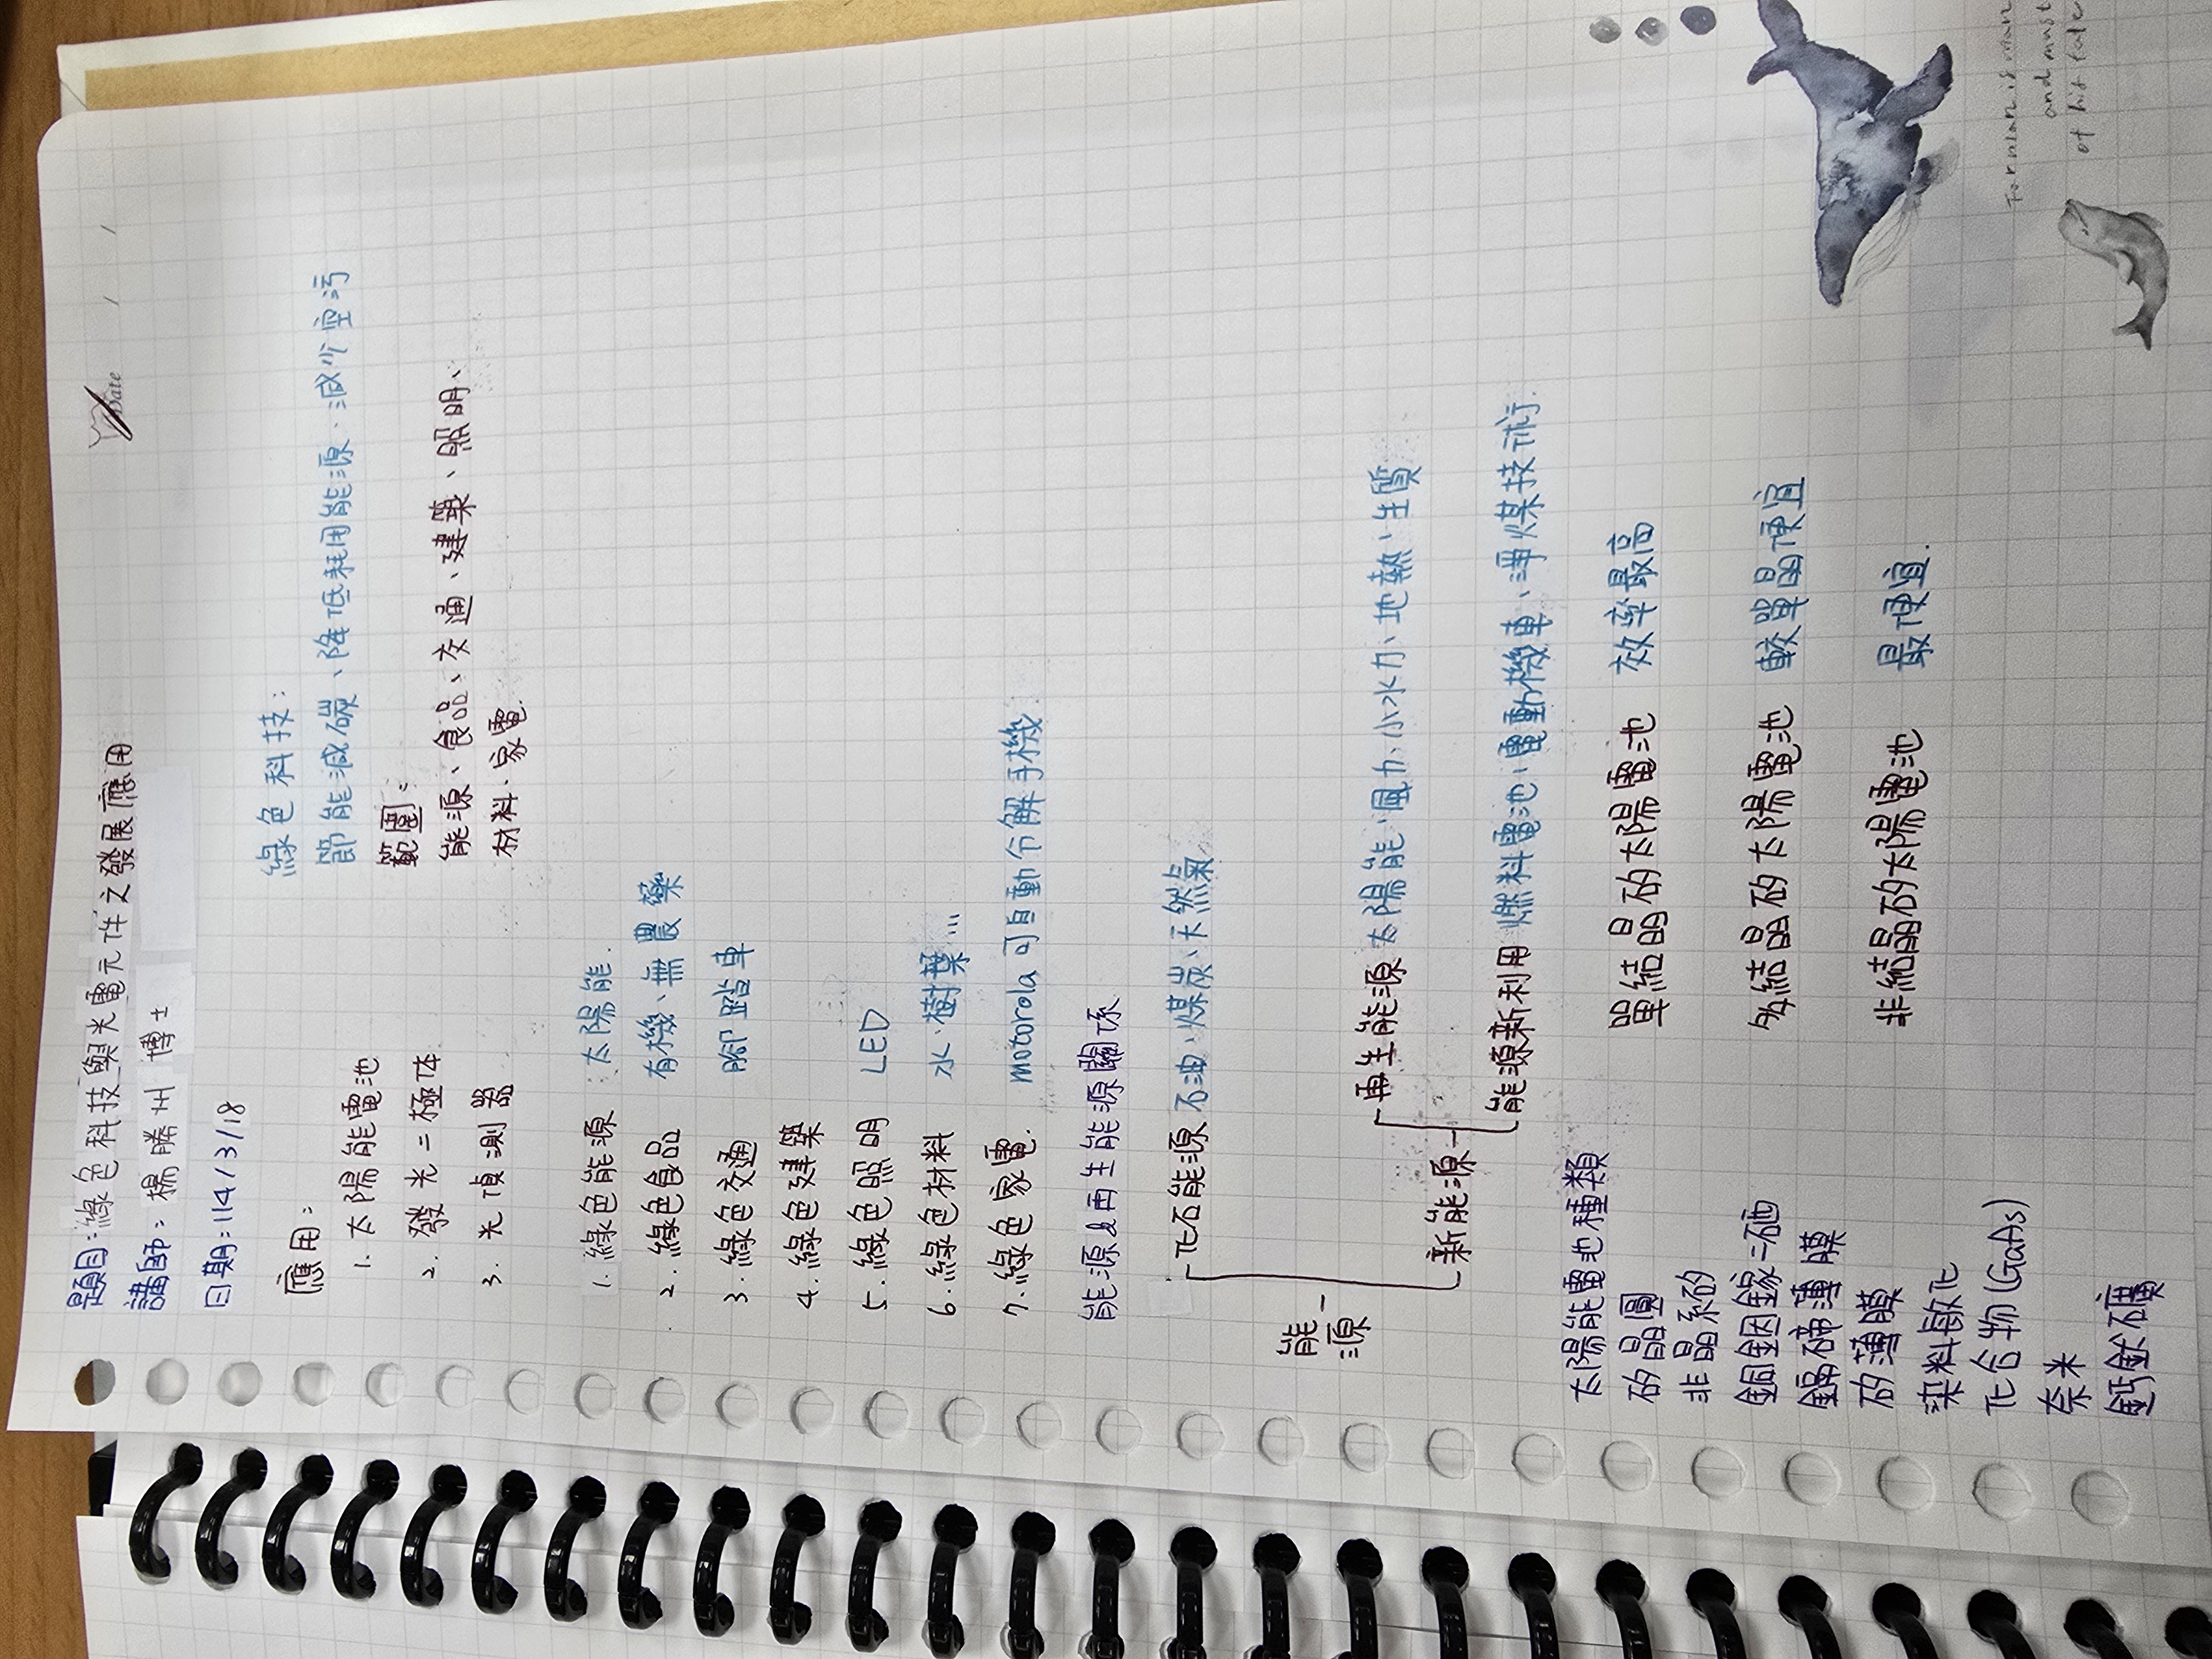 題目:綠色科技與光電元件之發展應用
Date / /
講師:楊勝州 博士
日期:114/3/18
應用:
1. 太陽能電池
2. 發光二極体
3. 光偵測器
綠色科技:
節能減碳、降低耗用能源、減少空污
範圍:
能源、食品、交通、建築、照明、
材料、家電.
1. 綠色能源 : 太陽能.
2. 綠色食品 有機、無農藥
3. 綠色交通 腳踏車
4. 綠色建築
5. 綠色照明 LED
6. 綠色材料 水、樹葉...
7. 綠色家電. motorola 可自動分解手機.
能源&再生能源關係
化石能源 石油、煤炭、天然氣
能源
再生能源 太陽能、風力、小水力、地熱、生質
新能源
能源新利用 燃料電池、電動機車、淨煤技術.
太陽能電池種類
矽晶圓
非晶系矽
銅銦鎵二硒
鎘碲薄膜
矽薄膜
染料敏化
化合物(GaAs)
奈米
鈣鈦礦
單結晶矽太陽電池 效率最高
多結晶矽太陽電池 較單晶便宜
非結晶矽太陽電池 最便宜.
For man is man
and must
of his fate